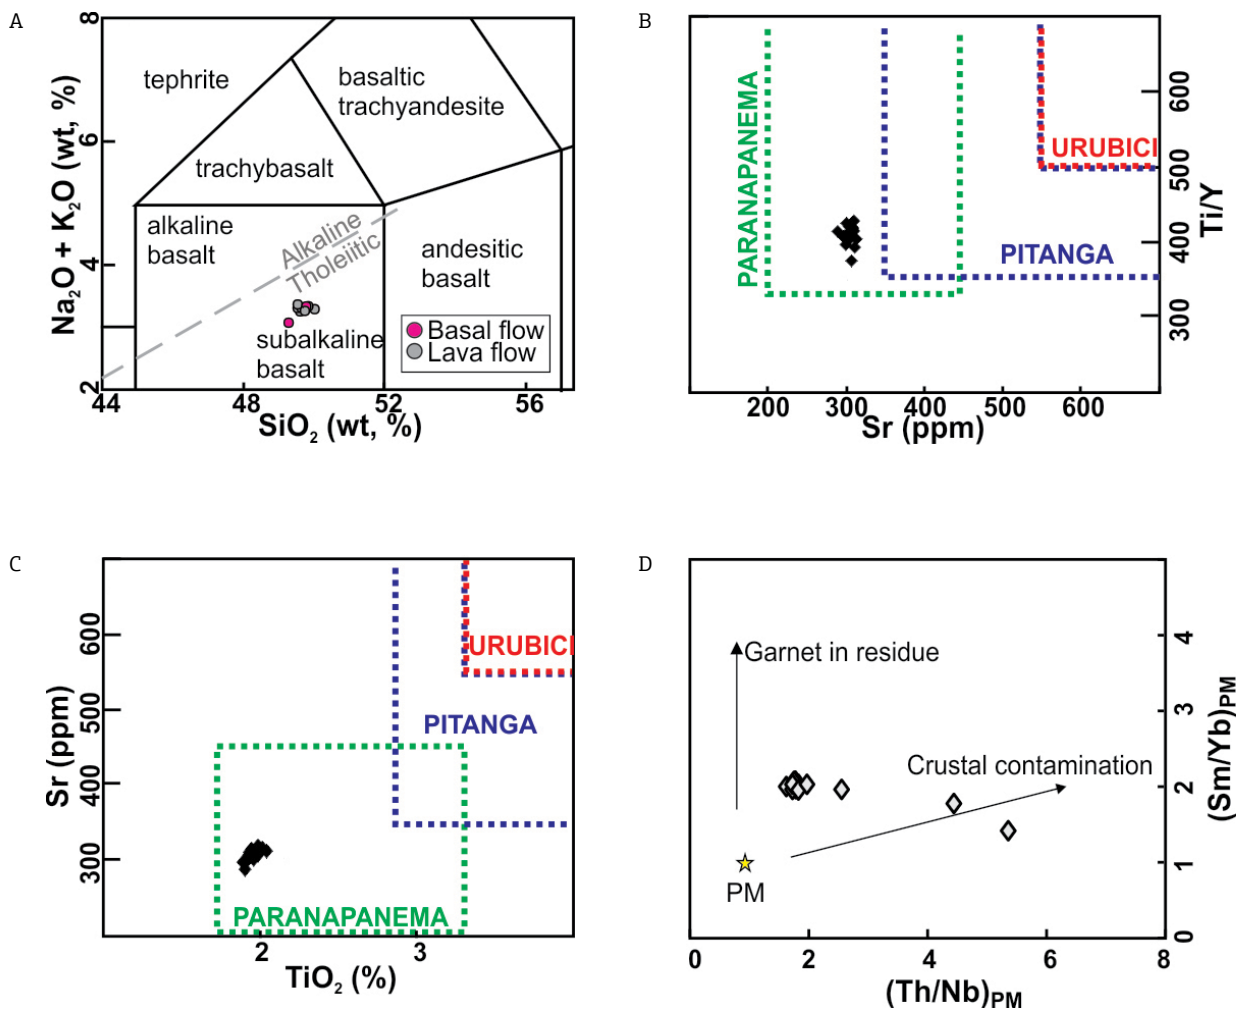 A
8
6
4
2
Na₂O + K₂O (wt, %)
tephrite
basaltic
trachyandesite
trachybasalt
alkaline
basalt
Alkaline
Tholeiitic
andesitic
basalt
subalkaline
basalt
Basal flow
Lava flow
44
48
52
56
SiO₂ (wt, %)
B
PARANAPANEMA
URUBICI
PITANGA
600
500
400
300
Ti/Y
200
300
400
500
600
Sr (ppm)
C
600
500
400
300
Sr (ppm)
URUBICI
PITANGA
PARANAPANEMA
2
3
TiO₂ (%)
D
Garnet in residue
Crustal contamination
PM
4
3
2
1
0
(Sm/Yb)PM
0
2
4
6
8
(Th/Nb)PM